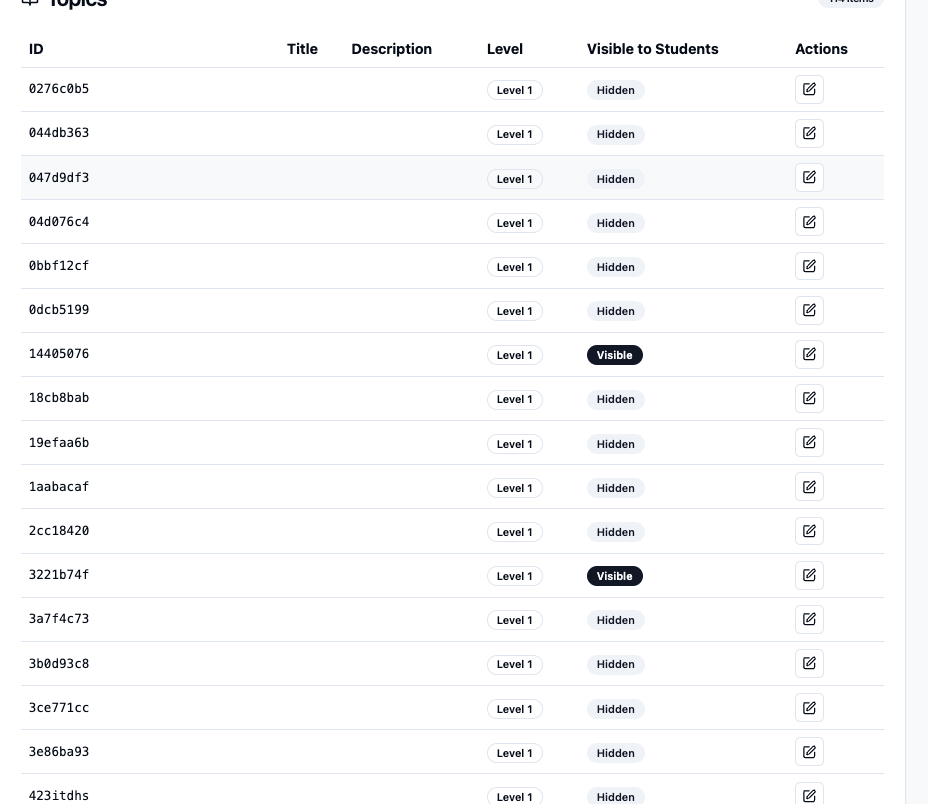 Topics
ID Title Description Level Visible to Students Actions
0276c0b5 Level 1 Hidden
044db363 Level 1 Hidden
047d9df3 Level 1 Hidden
04d076c4 Level 1 Hidden
0bbf12cf Level 1 Hidden
0dcb5199 Level 1 Hidden
14405076 Level 1 Visible
18cb8bab Level 1 Hidden
19efaa6b Level 1 Hidden
1aabacaf Level 1 Hidden
2cc18420 Level 1 Hidden
3221b74f Level 1 Visible
3a7f4c73 Level 1 Hidden
3b0d93c8 Level 1 Hidden
3ce771cc Level 1 Hidden
3e86ba93 Level 1 Hidden
423itdhs Level 1 Hidden